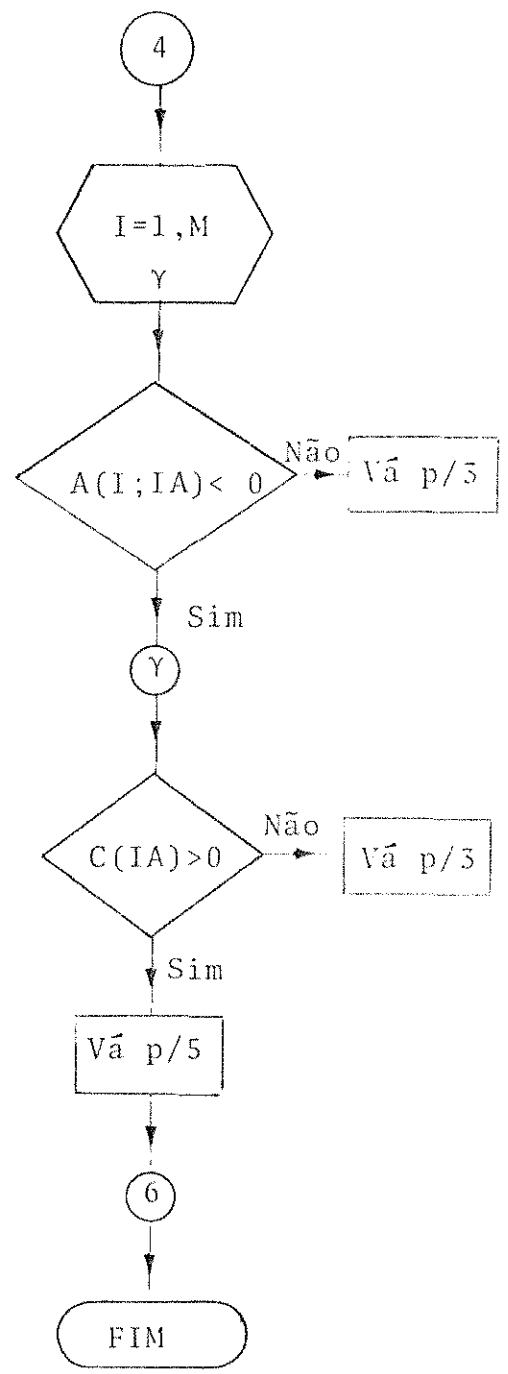 4
I=1,M
γ
A(I;IA)< 0
Não
Vá p/3
Sim
γ
C(IA)>0
Não
Vá p/3
Sim
Vá p/5
6
FIM